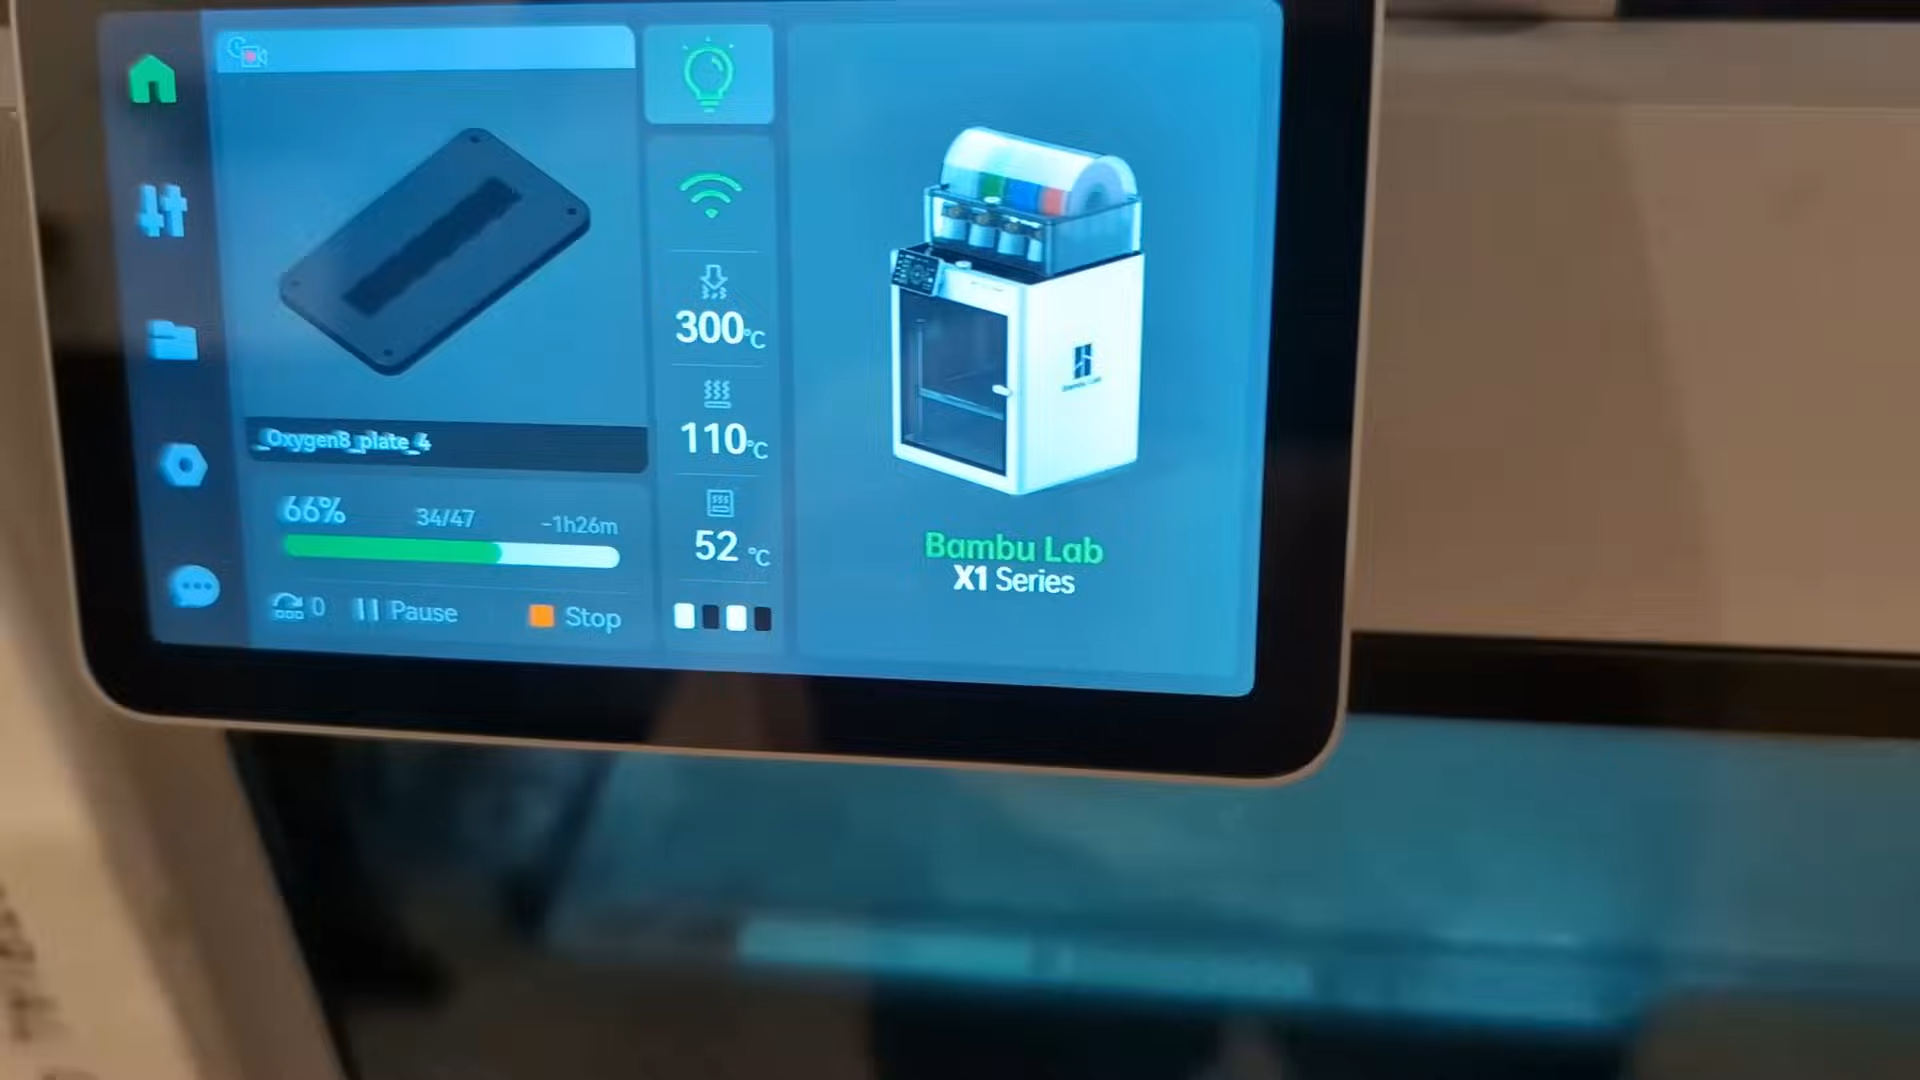 300°C
110°C
52 °C
_Oxygen8_plate_4
66%
34/47
-1h26m
0
Pause
Stop
Bambu Lab
X1 Series